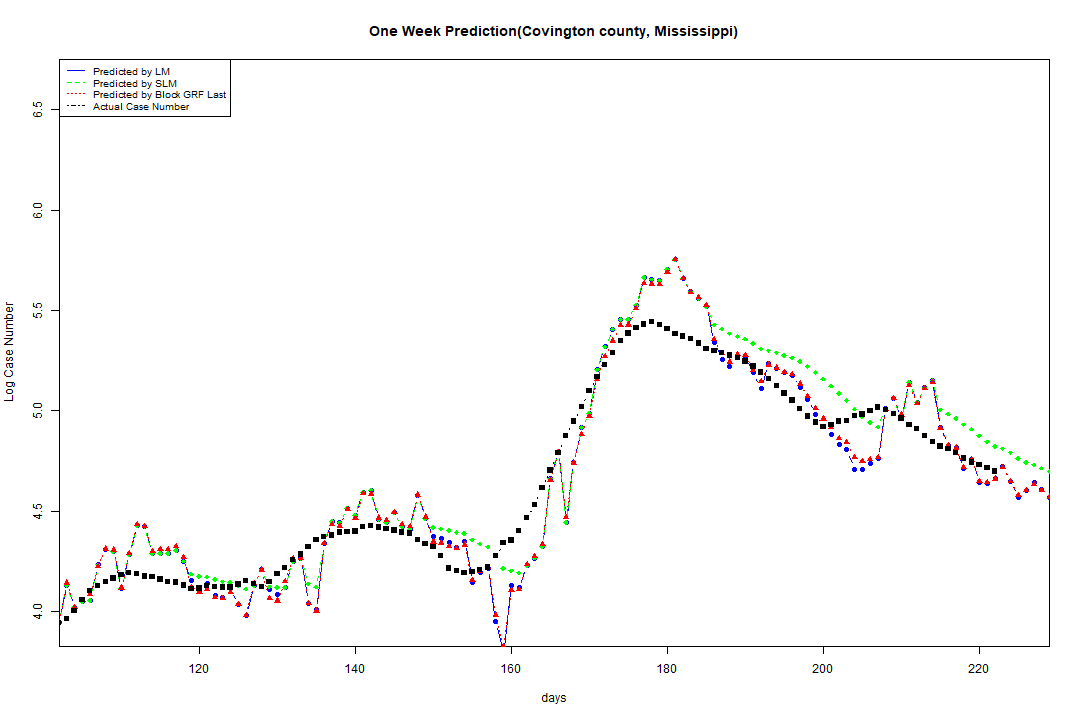 One Week Prediction(Covington county, Mississippi)
Predicted by LM
Predicted by SLM
Predicted by Block GRF Last
Actual Case Number
6.5
6.0
5.5
5.0
4.5
4.0
Log Case Number
120 140 160 180 200 220
days